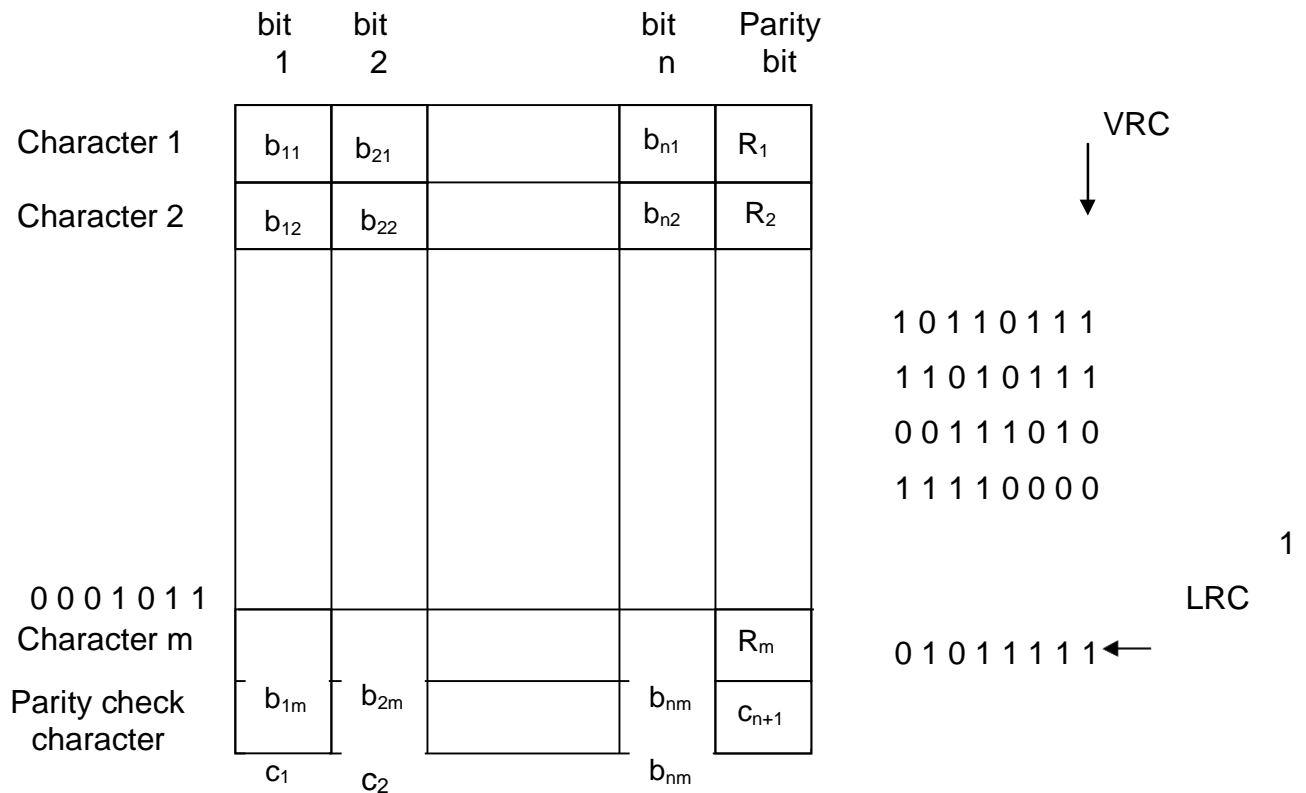 bit bit bit Parity
1 2 n bit
Character 1 b₁₁ b₂₁ bₙ₁ R₁ VRC
Character 2 b₁₂ b₂₂ bₙ₂ R₂
1 0 1 1 0 1 1 1
1 1 0 1 0 1 1 1
0 0 1 1 1 0 1 0
1 1 1 1 0 0 0 0
1
0 0 0 1 0 1 1 LRC
Character m Rₘ 0 1 0 1 1 1 1 1
Parity check b₁ₘ b₂ₘ bₙₘ cₙ₊₁
character
c₁ c₂ bₙₘ